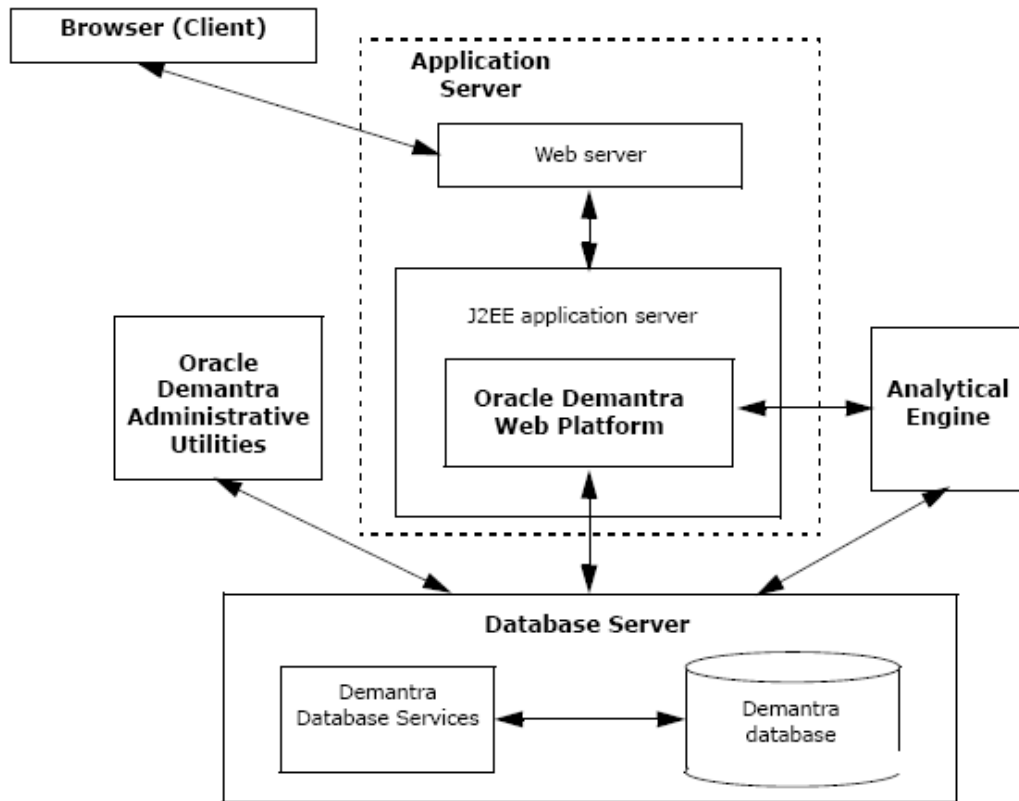 Browser (Client)
Application
Server
Web server
J2EE application server
Oracle Demantra
Web Platform
Oracle
Demantra
Administrative
Utilities
Analytical
Engine
Database Server
Demantra
Database Services
Demantra
database